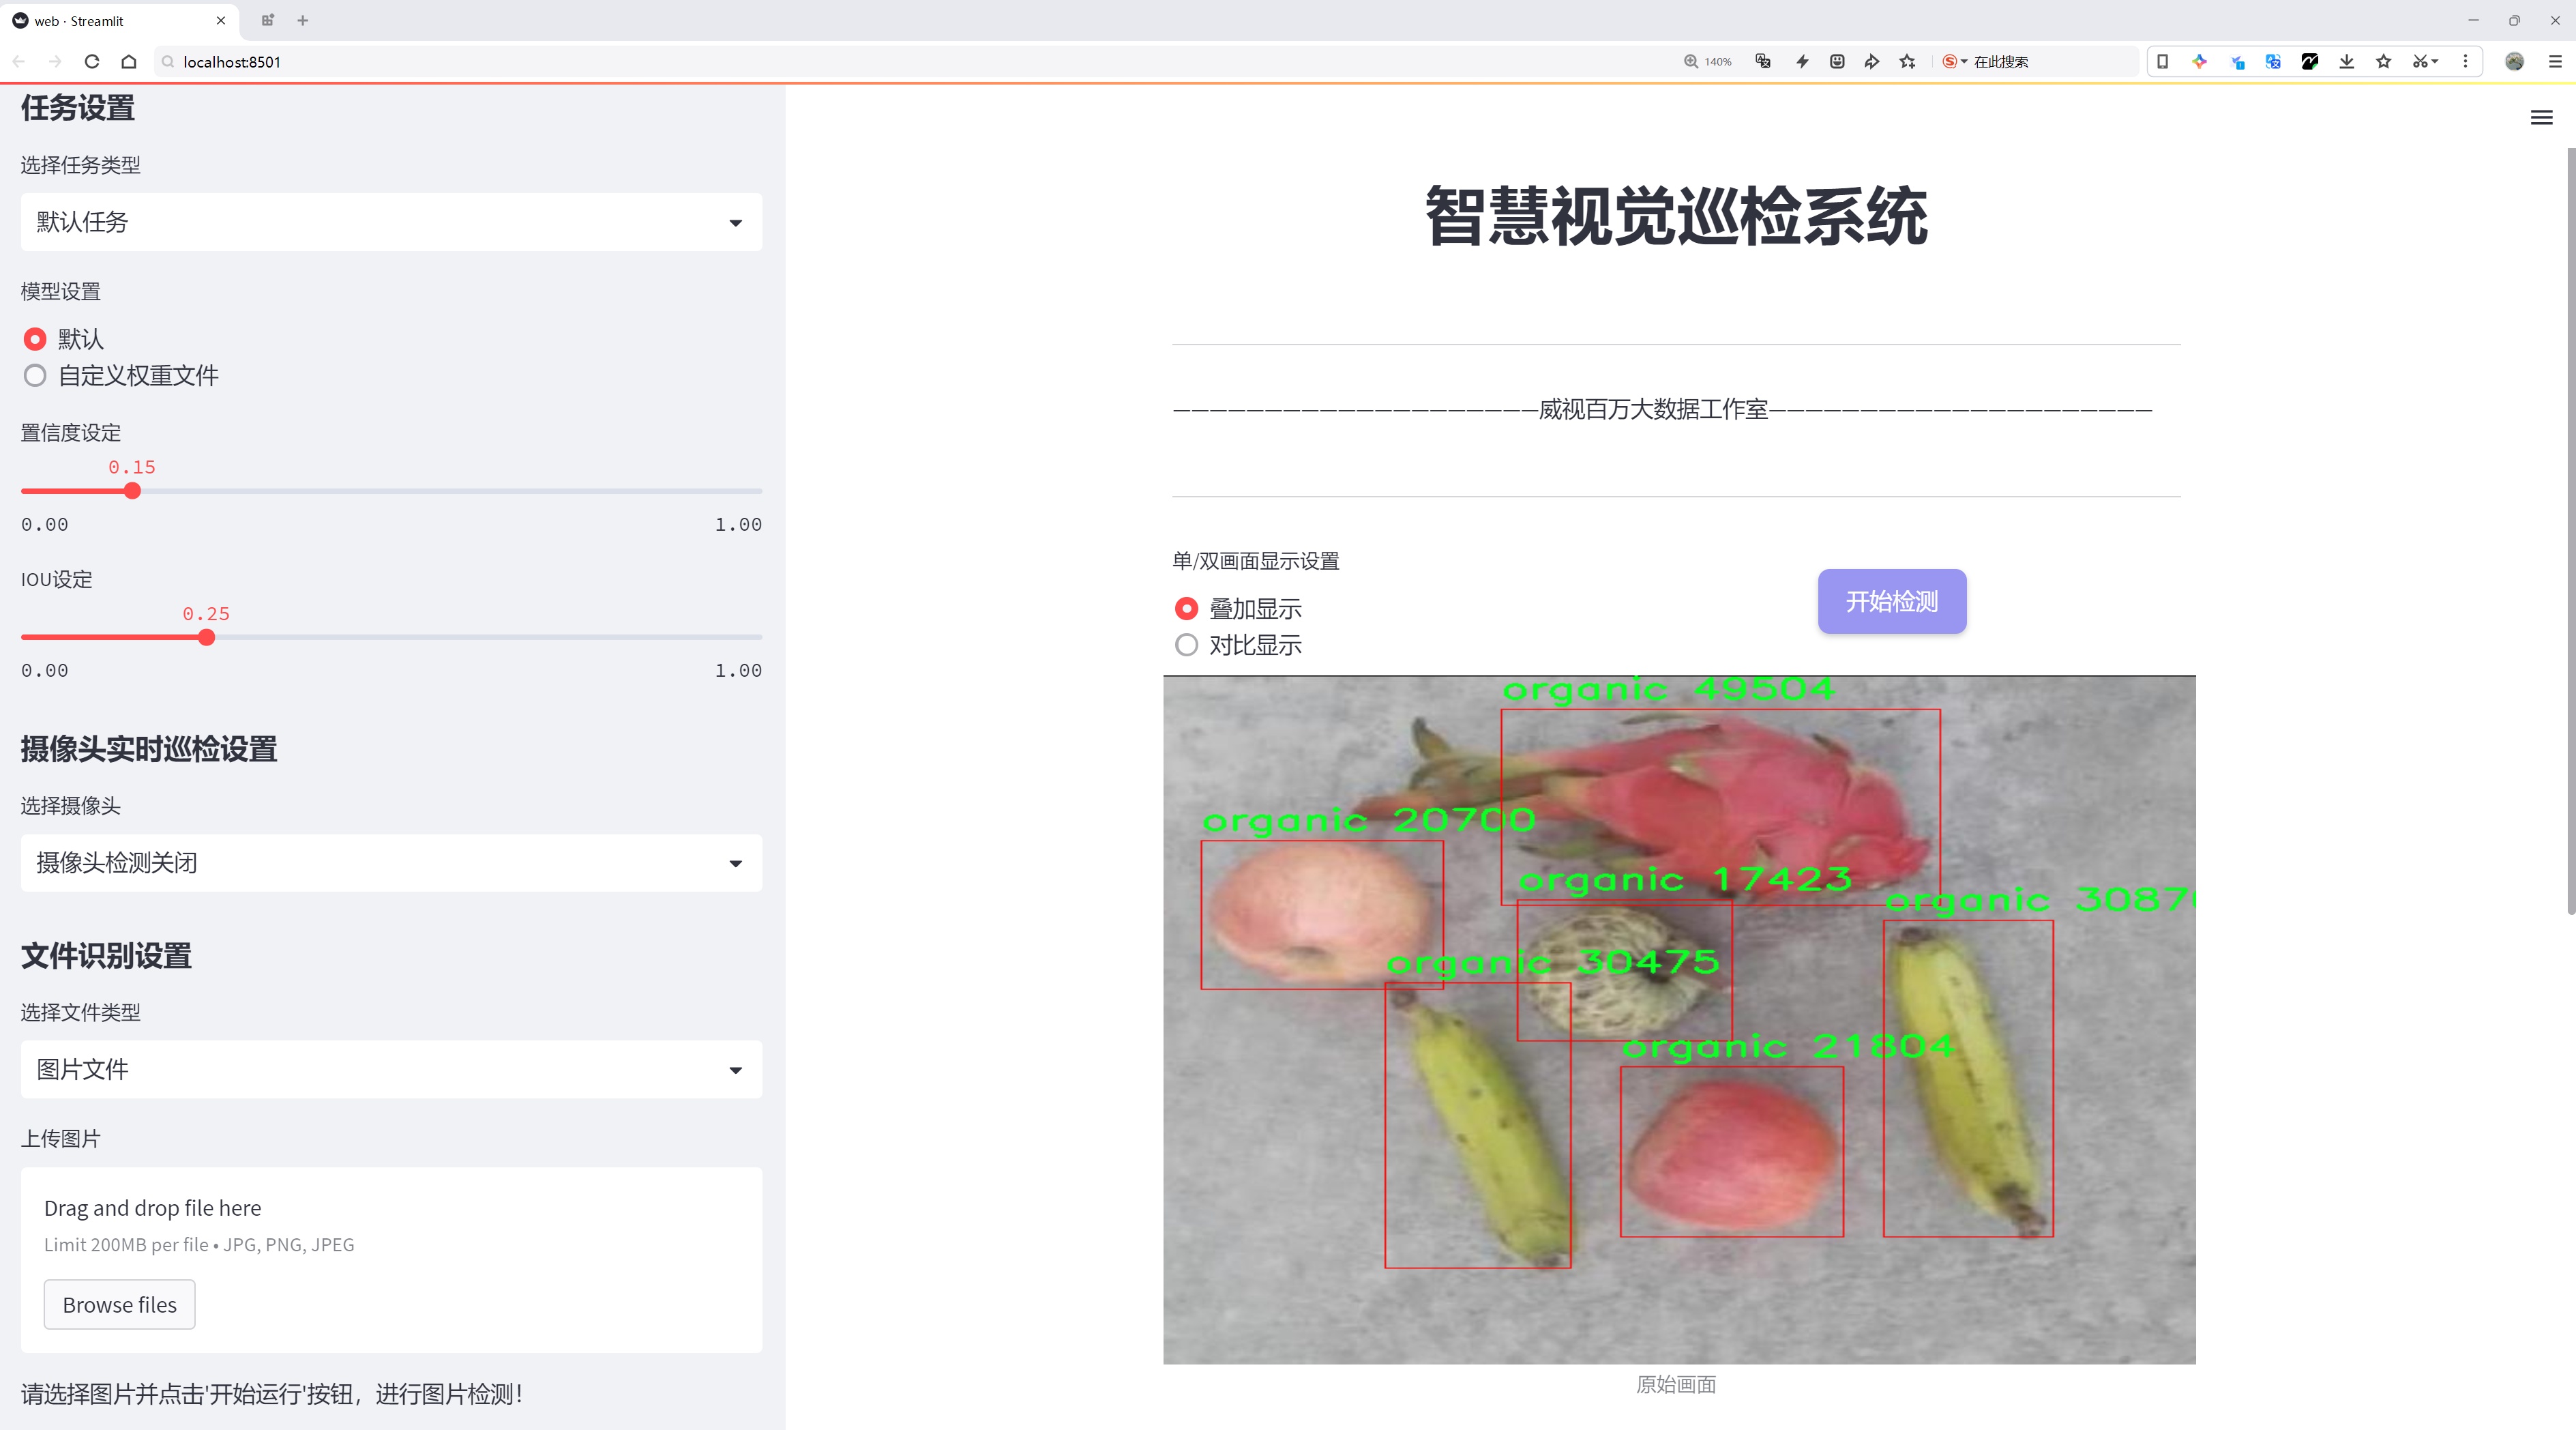 web · Streamlit
localhost:8501
140%
在此搜索
任务设置
选择任务类型
默认任务
模型设置
默认
自定义权重文件
置信度设定
0.15
0.00 1.00
IOU设定
0.25
0.00 1.00
摄像头实时巡检设置
选择摄像头
摄像头检测关闭
文件识别设置
选择文件类型
图片文件
上传图片
Drag and drop file here
Limit 200MB per file • JPG, PNG, JPEG
Browse files
请选择图片并点击'开始运行'按钮，进行图片检测！
智慧视觉巡检系统
—————————————————————威视百万大数据工作室—————————————————————
单/双画面显示设置
叠加显示
对比显示
开始检测
organic 49504
organic 20700
organic 17423
organic 3087
organic 30475
organic 21804
原始画面